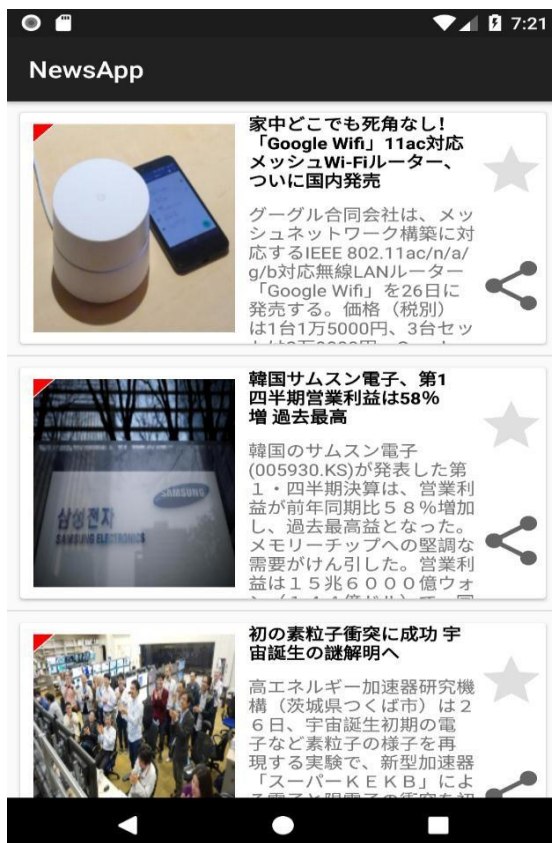 7:21
NewsApp
家中どこでも死角なし!
「Google Wifi」11ac対応
メッシュWi-Fiルーター、
ついに国内発売
グーグル合同会社は、メッ
シュネットワーク構築に対
応するIEEE 802.11ac/n/a/
g/b対応無線LANルーター
「Google Wifi」を26日に
発売する。価格（税別）
は1台1万5000円、3台セッ
韓国サムスン電子、第1
四半期営業利益は58%
増 過去最高
韓国のサムスン電子
(005930.KS)が発表した第
１・四半期決算は、営業利
益が前年同期比５８％増加
し、過去最高益となった。
メモリーチップへの堅調な
需要がけん引した。営業利
益は１５兆６０００億ウォ
삼성전자
SAMSUNG ELECTRONICS
SAMSUNG
初の素粒子衝突に成功 宇
宙誕生の謎解明へ
高エネルギー加速器研究機
構（茨城県つくば市）は２
６日、宇宙誕生初期の電
子など素粒子の様子を再
現する実験で、新型加速器
「スーパーＫＥＫＢ」によ